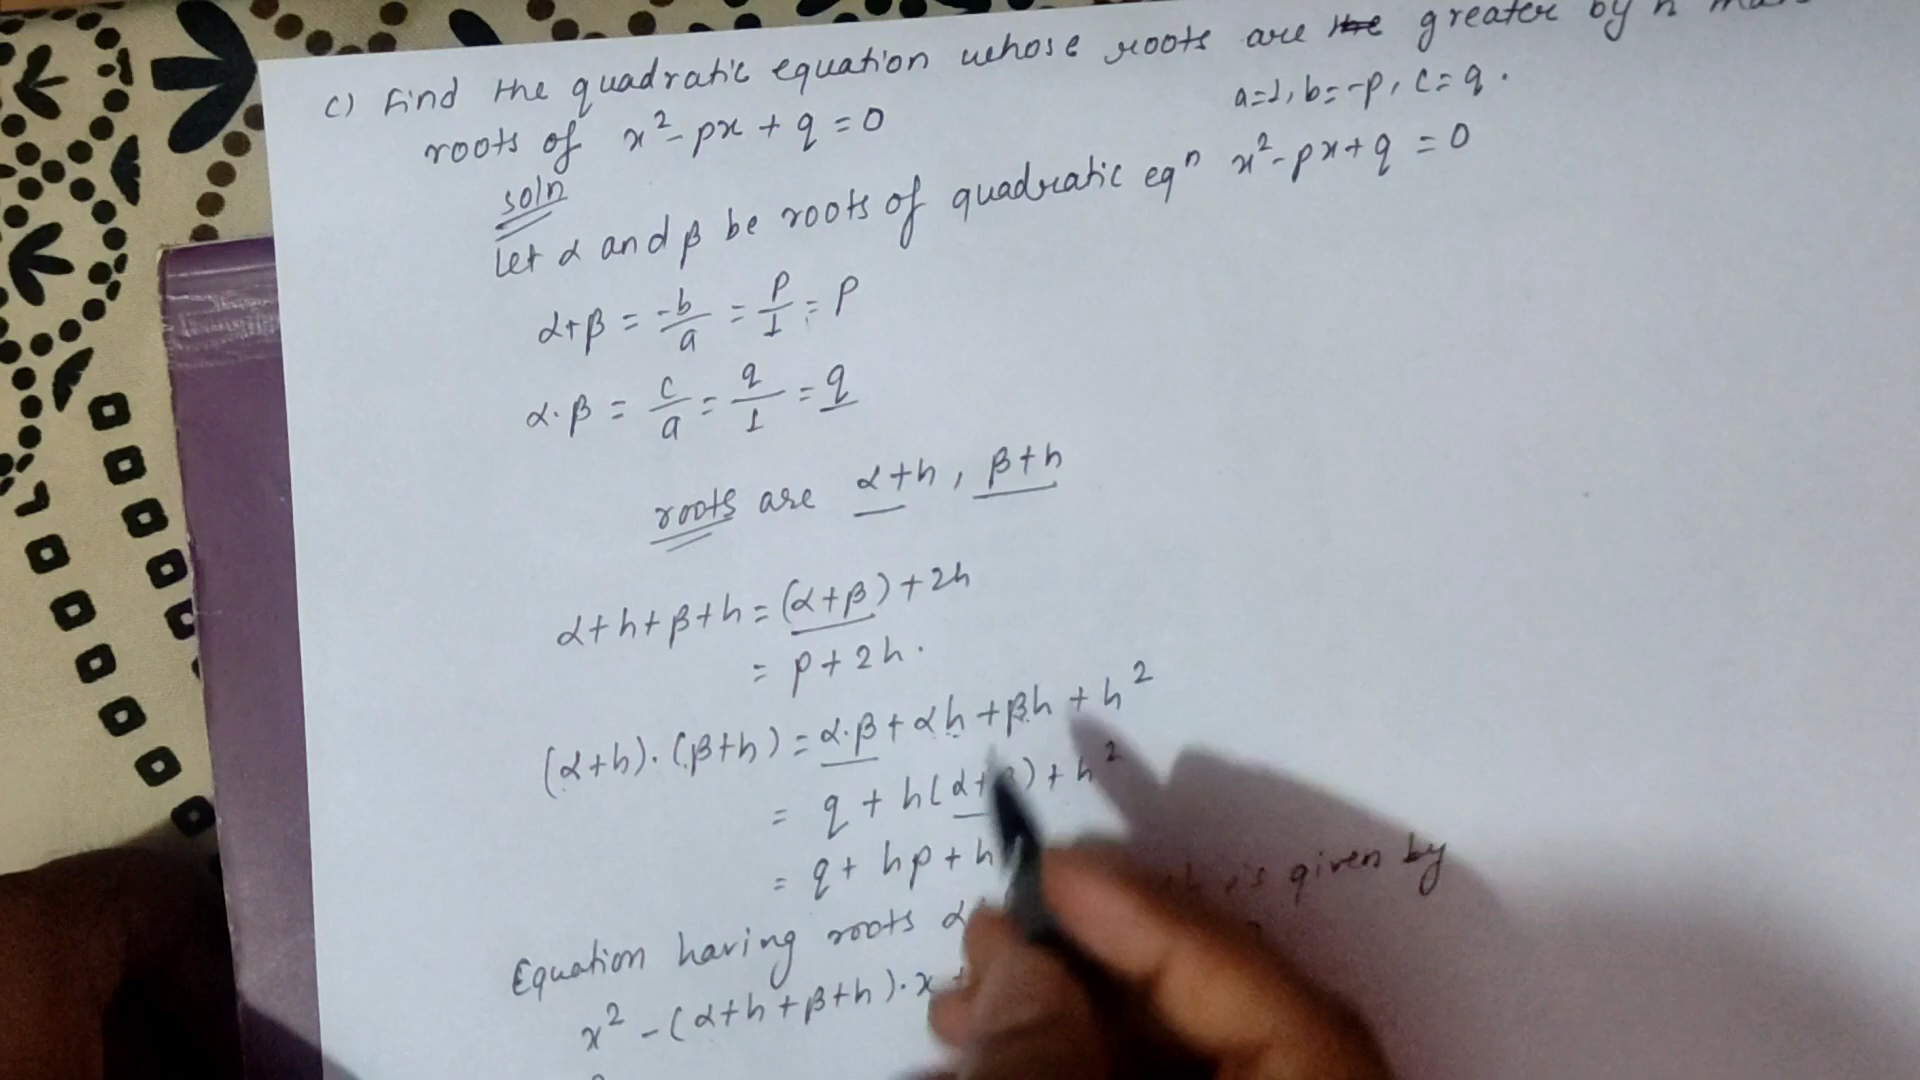 c) Find the quadratic equation whose roots are the greater by h
roots of x² - px + q = 0
a=1, b=-p, c=q.
soln
Let α and β be roots of quadratic eqⁿ x² - px + q = 0
α+β = -b/a = p/1 = p
α.β = c/a = q/1 = q
roots are α+h, β+h
α+h+β+h = (α+β)+2h
= p+2h.
(α+h).(β+h) = α.β + αh + βh + h²
= q + h(α+ ) + h²
= q + hp + h
Equation having roots is given by
x² - (α+h+β+h).x